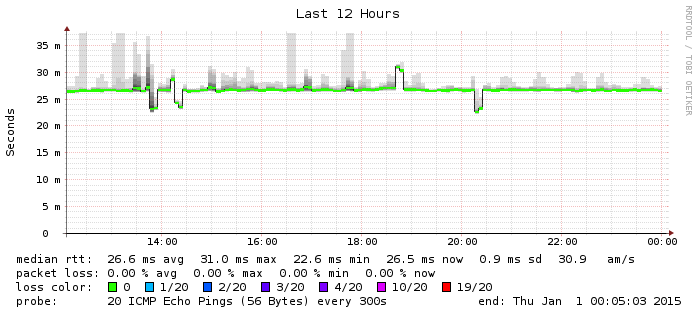 Last 12 Hours
RRDTOOL / TOBI OETIKER
Seconds
35 m
30 m
25 m
20 m
15 m
10 m
5 m
0
14:00 16:00 18:00 20:00 22:00 00:00
median rtt: 26.6 ms avg 31.0 ms max 22.6 ms min 26.5 ms now 0.9 ms sd 30.9 am/s
packet loss: 0.00 % avg 0.00 % max 0.00 % min 0.00 % now
loss color: 0 1/20 2/20 3/20 4/20 10/20 19/20
probe: 20 ICMP Echo Pings (56 Bytes) every 300s end: Thu Jan 1 00:05:03 2015